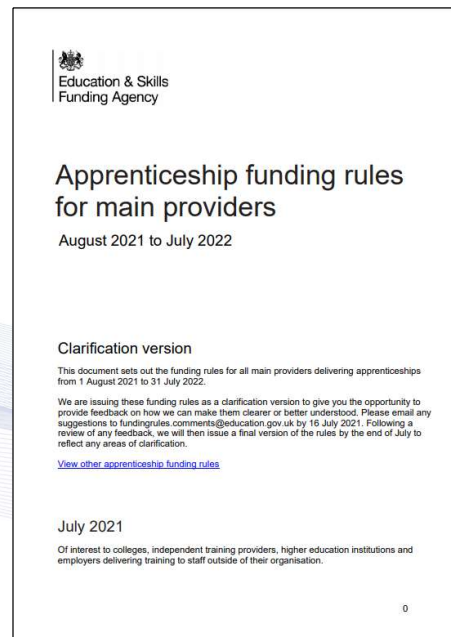 Education & Skills
Funding Agency
Apprenticeship funding rules
for main providers
August 2021 to July 2022
Clarification version
This document sets out the funding rules for all main providers delivering apprenticeships
from 1 August 2021 to 31 July 2022.
We are issuing these funding rules as a clarification version to give you the opportunity to
provide feedback on how we can make them clearer or better understood. Please email any
suggestions to fundingrules.comments@education.gov.uk by 16 July 2021. Following a
review of any feedback, we will then issue a final version of the rules by the end of July to
reflect any areas of clarification.
View other apprenticeship funding rules
July 2021
Of interest to colleges, independent training providers, higher education institutions and
employers delivering training to staff outside of their organisation.
0